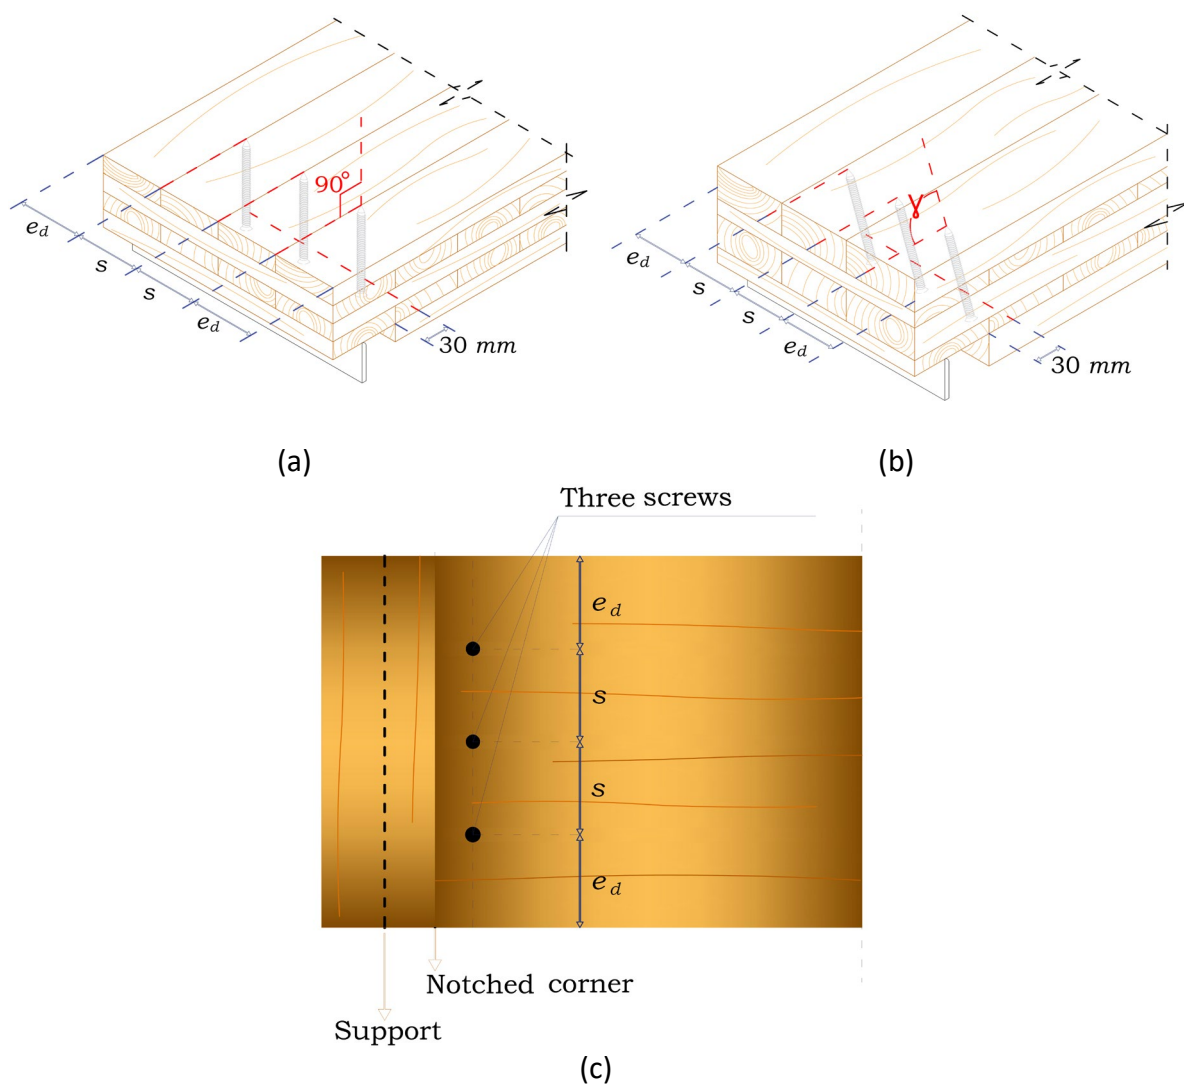 90°
e_d
s
s
e_d
30 mm
(a)
γ
e_d
s
s
e_d
30 mm
(b)
Three screws
e_d
s
s
e_d
Notched corner
Support
(c)